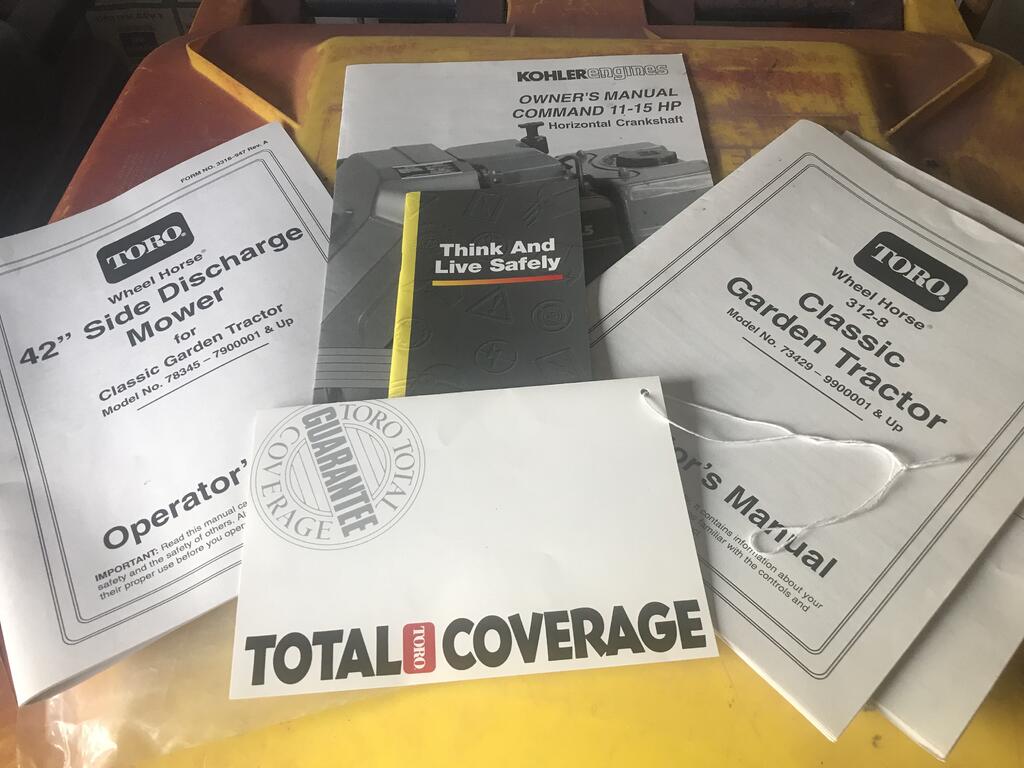 KOHLERengines
OWNER'S MANUAL
COMMAND 11-15 HP
Horizontal Crankshaft
FORM NO. 3318-947 Rev. A
TORO.
Wheel Horse®
42" Side Discharge
Mower
for
Classic Garden Tractor
Model No. 78345 – 7900001 & Up
Operator's
IMPORTANT: Read this manual
safety and the safety of others.
their proper use before you
Think And
Live Safely
TORO.
Wheel Horse®
312-8
Classic
Garden Tractor
Model No. 73429 – 9900001 & Up
or's Manual
contains information about your
familiar with the controls and
TORO TOTAL
GUARANTEE
COVERAGE
TOTAL TORO COVERAGE